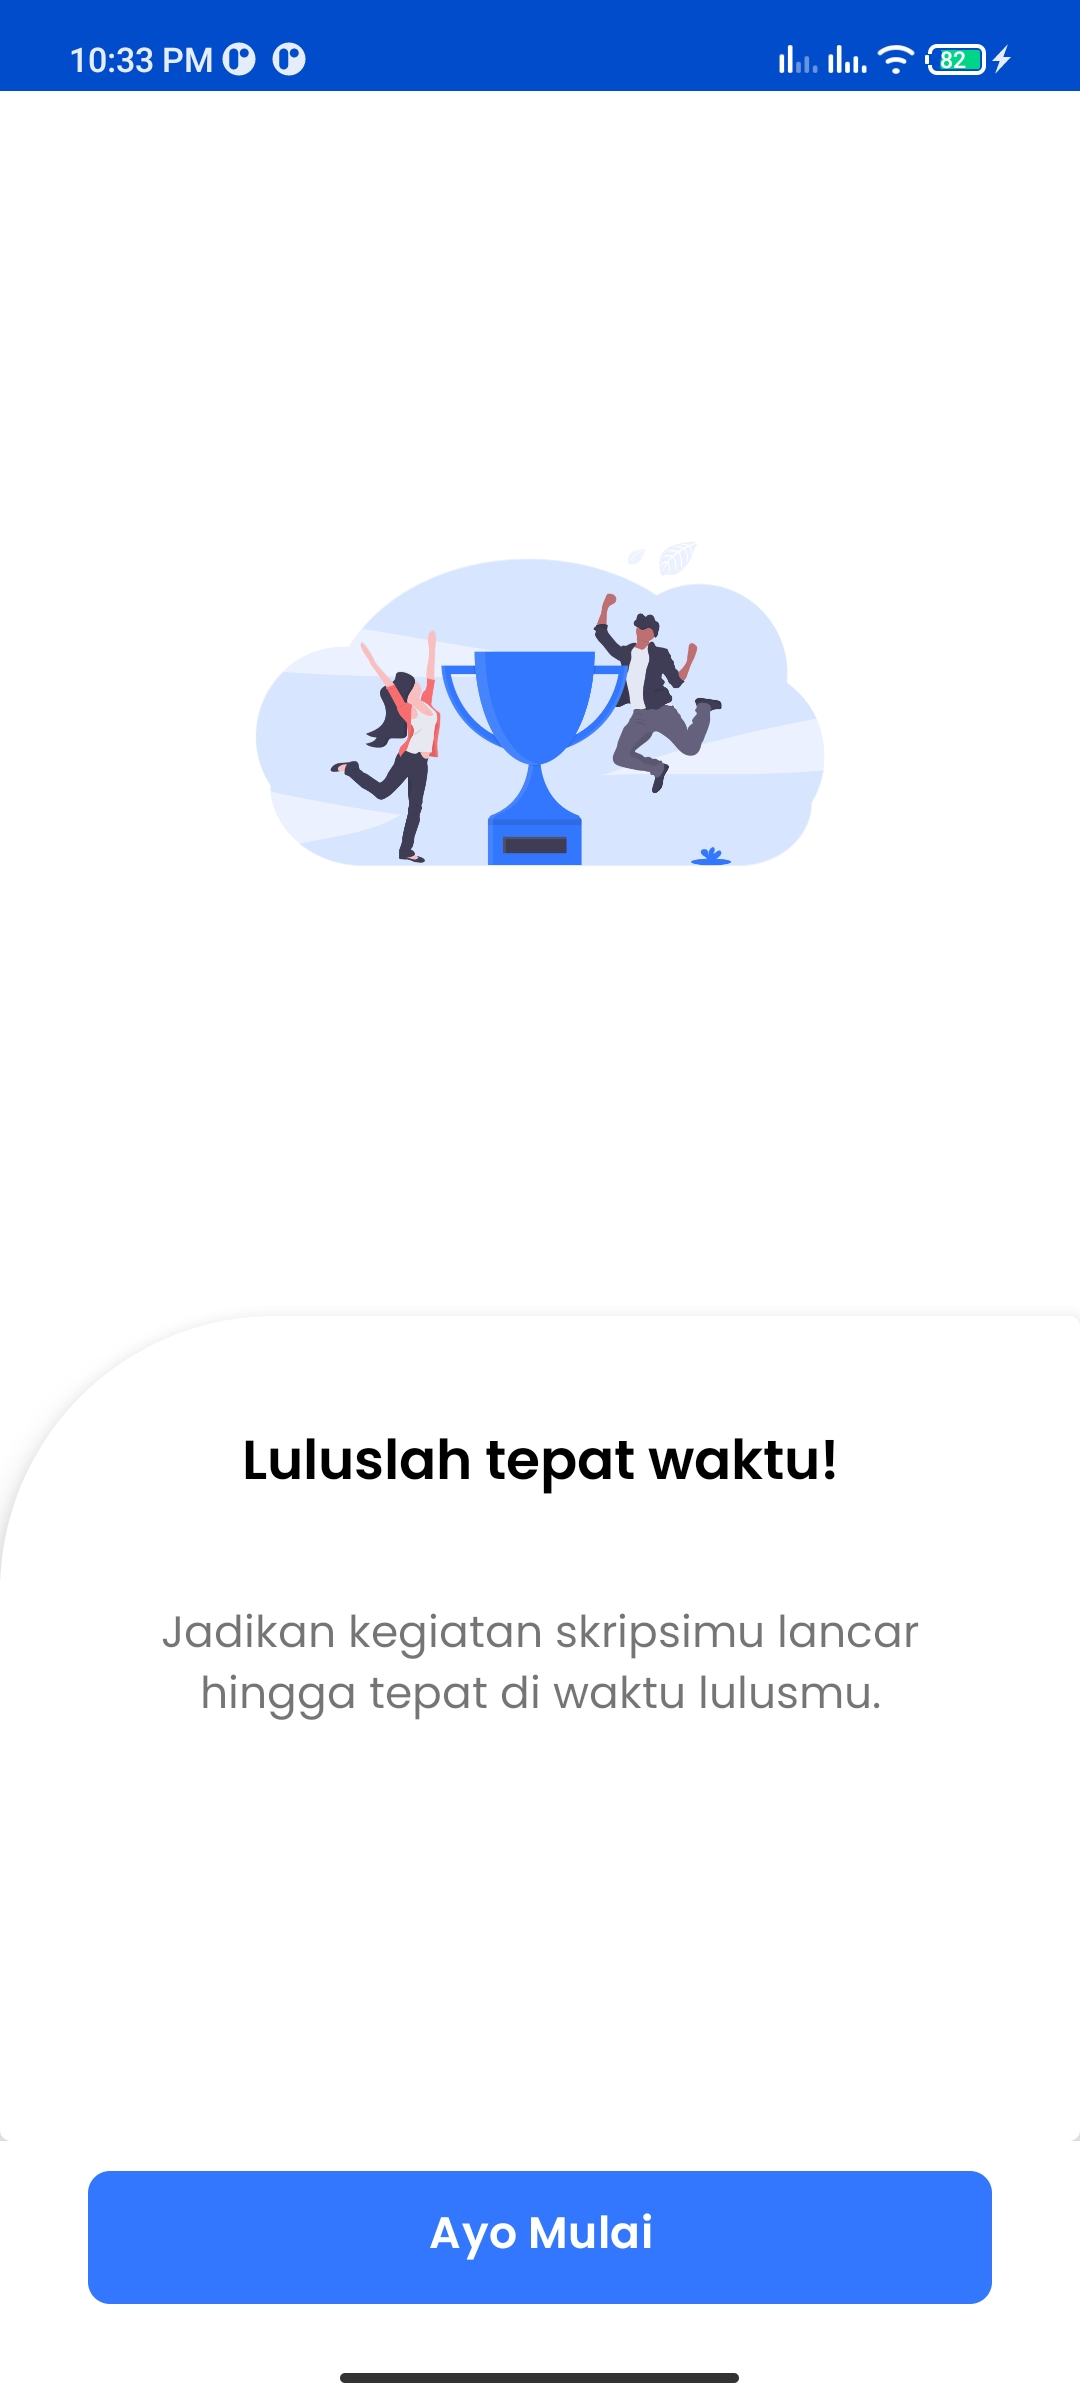 10:33 PM
82
Luluslah tepat waktu!
Jadikan kegiatan skripsimu lancar
hingga tepat di waktu lulusmu.
Ayo Mulai